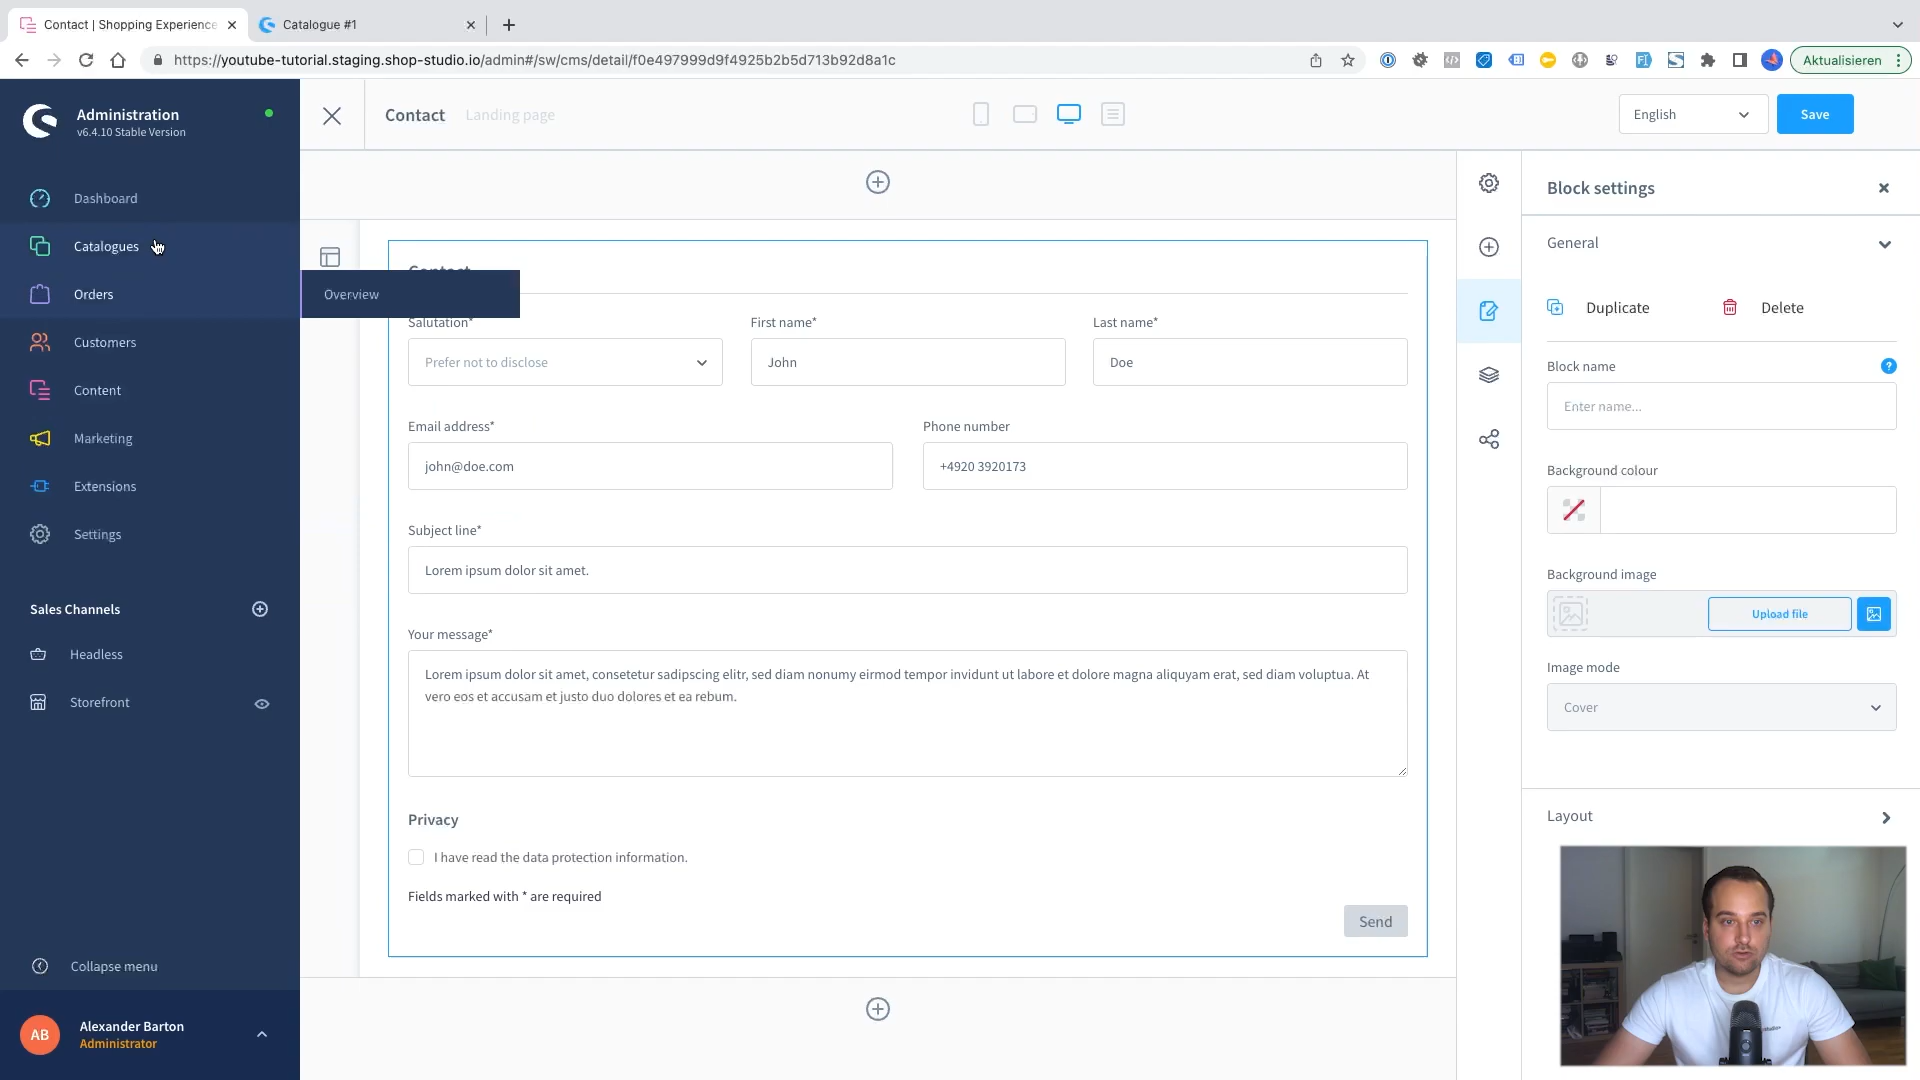 Contact | Shopping Experience
Catalogue #1
https://youtube-tutorial.staging.shop-studio.io/admin#/sw/cms/detail/f0e497999d9f4925b2b5d713b92d8a1c
Aktualisieren
Administration
v6.4.10 Stable Version
Contact
Landing page
English
Save
Dashboard
Catalogues
Orders
Customers
Content
Marketing
Extensions
Settings
Sales Channels
Headless
Storefront
Collapse menu
AB
Alexander Barton
Administrator
Overview
Contact
Salutation*
First name*
Last name*
Prefer not to disclose
John
Doe
Email address*
Phone number
john@doe.com
+4920 3920173
Subject line*
Lorem ipsum dolor sit amet.
Your message*
Lorem ipsum dolor sit amet, consetetur sadipscing elitr, sed diam nonumy eirmod tempor invidunt ut labore et dolore magna aliquyam erat, sed diam voluptua. At
vero eos et accusam et justo duo dolores et ea rebum.
Privacy
I have read the data protection information.
Fields marked with * are required
Send
Block settings
General
Duplicate
Delete
Block name
?
Enter name...
Background colour
Background image
Upload file
Image mode
Cover
Layout